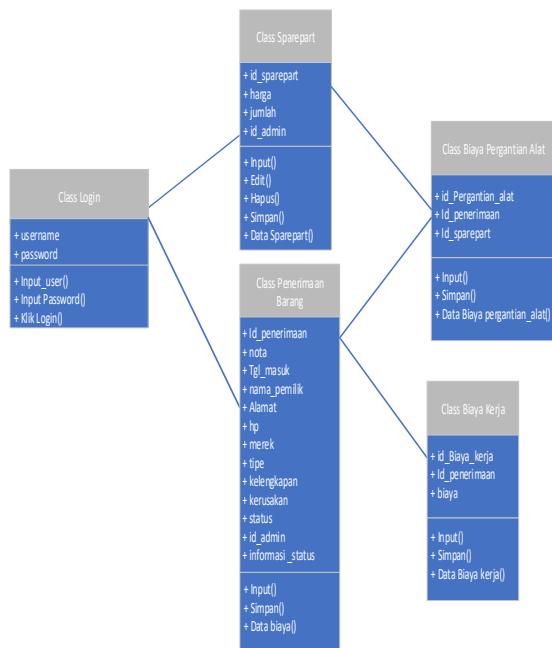 Class Login
+ username
+ password
+ Input_user()
+ Input Password()
+ Klik Login()
Class Sparepart
+ id_sparepart
+ harga
+ jumlah
+ id_admin
+ Input()
+ Edit()
+ Hapus()
+ Simpan()
+ Data Sparepart()
Class Penerimaan
Barang
+ Id_penerimaan
+ nota
+ Tgl_masuk
+ nama_pemilik
+ Alamat
+ hp
+ merek
+ tipe
+ kelengkapan
+ kerusakan
+ status
+ id_admin
+ informasi_status
+ Input()
+ Simpan()
+ Data biaya()
Class Biaya Pergantian Alat
+ id_Pergantian_alat
+ Id_penerimaan
+ Id_sparepart
+ Input()
+ Simpan()
+ Data Biaya pergantian_alat()
Class Biaya Kerja
+ id_Biaya_kerja
+ Id_penerimaan
+ biaya
+ Input()
+ Simpan()
+ Data Biaya kerja()